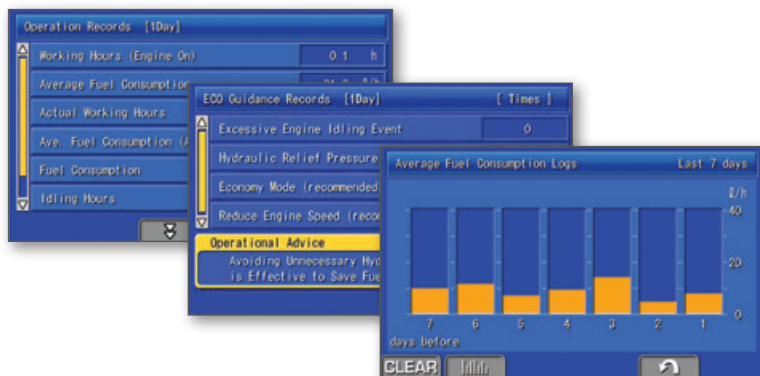 Operation Records [1Day]
Working Hours (Engine On) 0.1 h
Average Fuel Consumption
Actual Working Hours
Ave. Fuel Consumption
Fuel Consumption
Idling Hours
ECO Guidance Records [1Day] [ Times ]
Excessive Engine Idling Event 0
Hydraulic Relief Pressure
Economy Mode (recommended
Reduce Engine Speed
Operational Advice
Avoiding Unnecessary
is Effective to Save
Average Fuel Consumption Logs Last 7 days
ℓ/h
40
20
0
7 6 5 4 3 2 1
days before
CLEAR